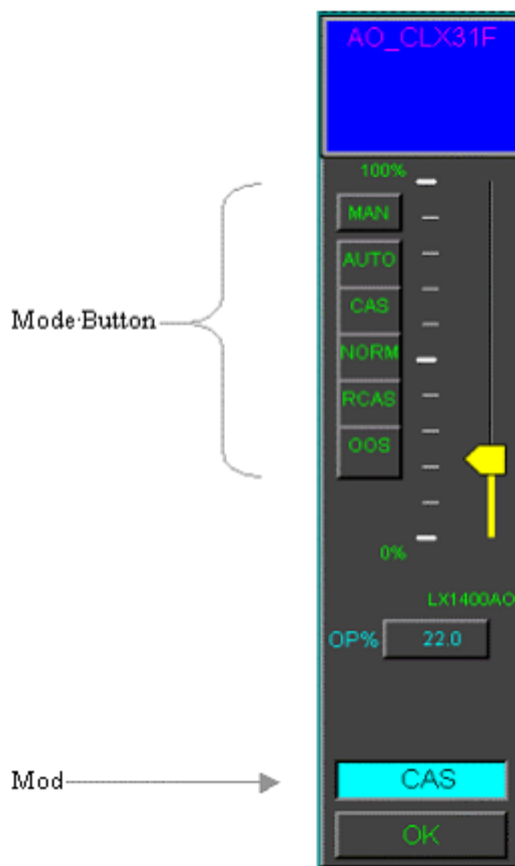 AO_CLX31F
100%
MAN
AUTO
CAS
Mode·Button
NORM
RCAS
OOS
0%
LX1400AO
OP% 22.0
Mod
CAS
OK